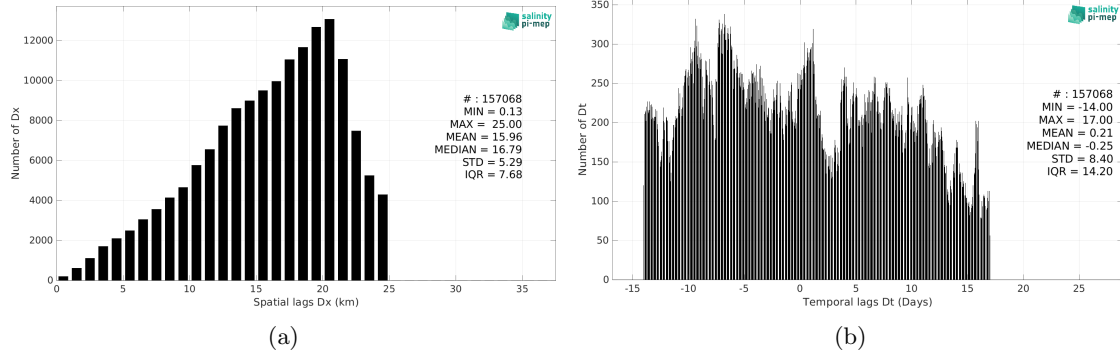 salinity
pi-mep
Number of Dx
12000
10000
8000
6000
4000
2000
0
# : 157068
MIN = 0.13
MAX = 25.00
MEAN = 15.96
MEDIAN = 16.79
STD = 5.29
IQR = 7.68
0 5 10 15 20 25 30 35
Spatial lags Dx (km)
(a)
salinity
pi-mep
Number of Dt
350
300
250
200
150
100
50
0
# : 157068
MIN = -14.00
MAX = 17.00
MEAN = 0.21
MEDIAN = -0.25
STD = 8.40
IQR = 14.20
-15 -10 -5 0 5 10 15 20 25
Temporal lags Dt (Days)
(b)